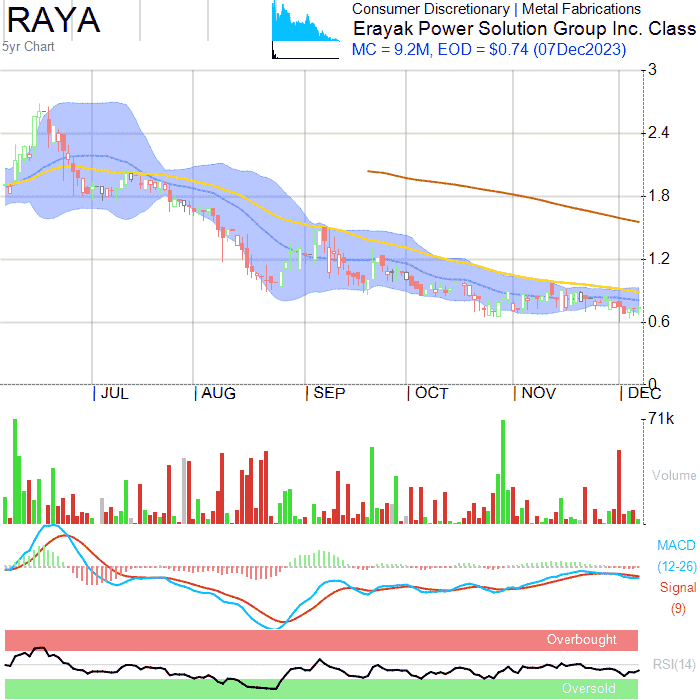 RAYA
5yr Chart
Consumer Discretionary | Metal Fabrications
Erayak Power Solution Group Inc. Class
MC = 9.2M, EOD = $0.74 (07Dec2023)
3
2.4
1.8
1.2
0.6
0
JUL AUG SEP OCT NOV DEC
71k
Volume
MACD
(12-26)
Signal
(9)
Overbought
RSI(14)
Oversold